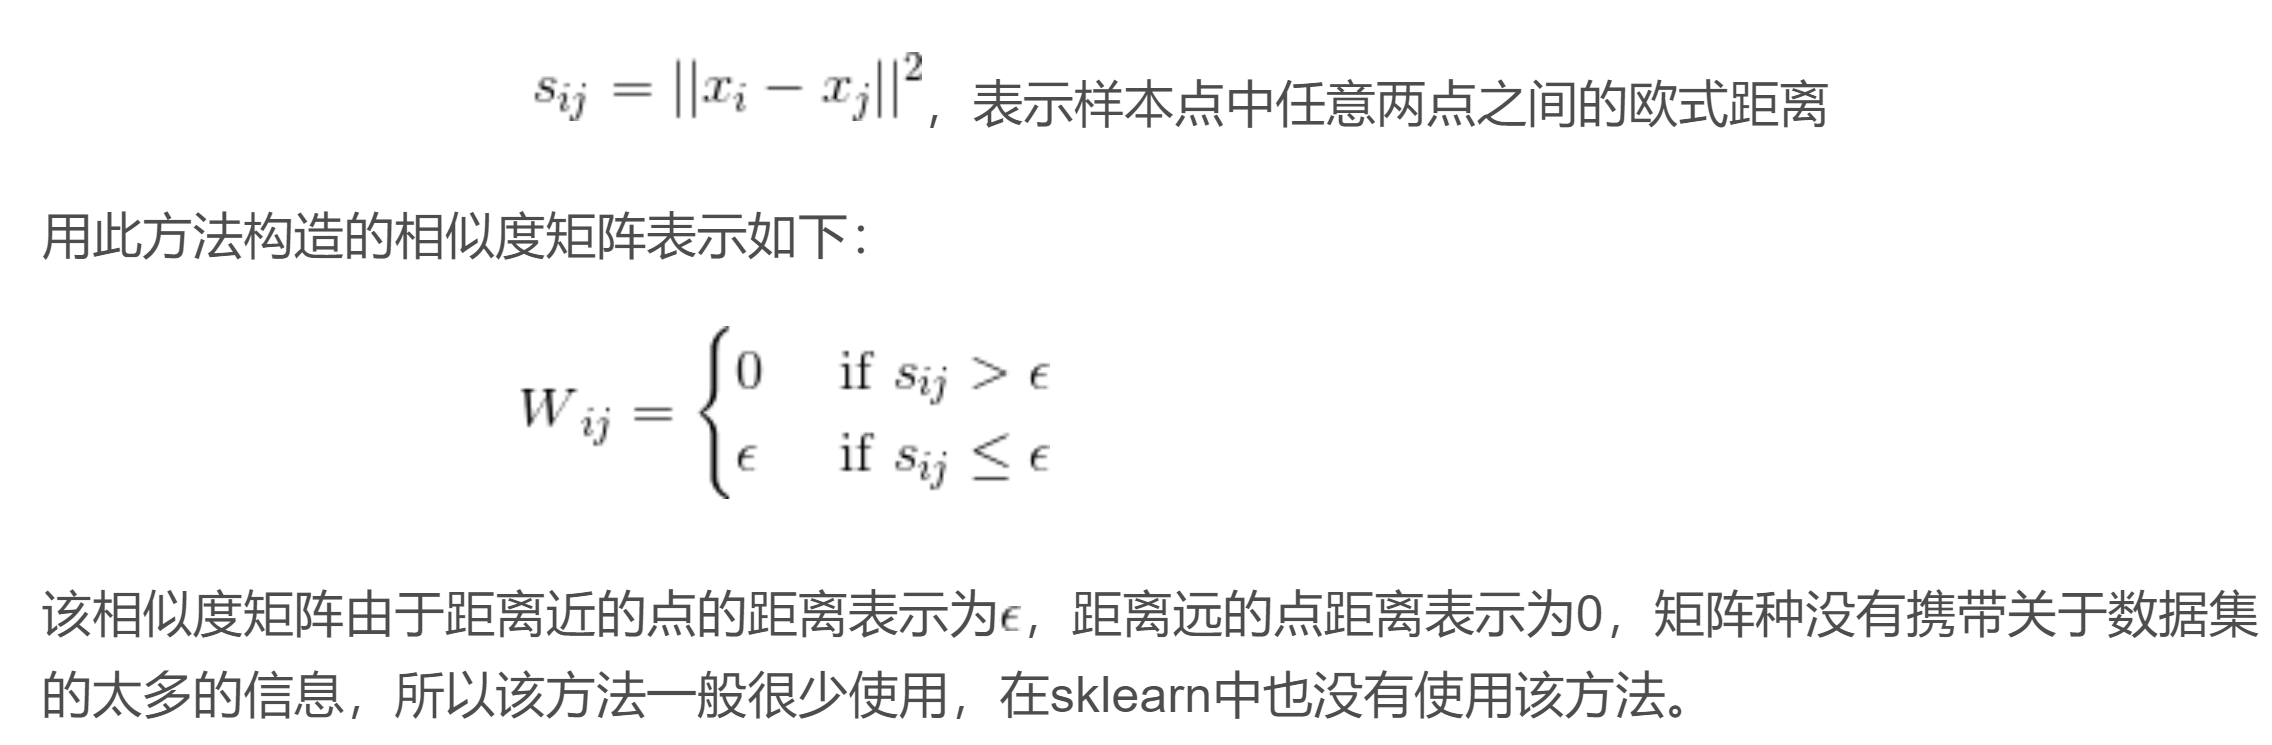 s_{ij} = ||x_i - x_j||^2，表示样本点中任意两点之间的欧式距离
用此方法构造的相似度矩阵表示如下：
W_{ij} = \begin{cases} 0 & \text{if } s_{ij} > \epsilon \\ \epsilon & \text{if } s_{ij} \leq \epsilon \end{cases}
该相似度矩阵由于距离近的点的距离表示为ϵ，距离远的点距离表示为0，矩阵种没有携带关于数据集
的太多的信息，所以该方法一般很少使用，在sklearn中也没有使用该方法。